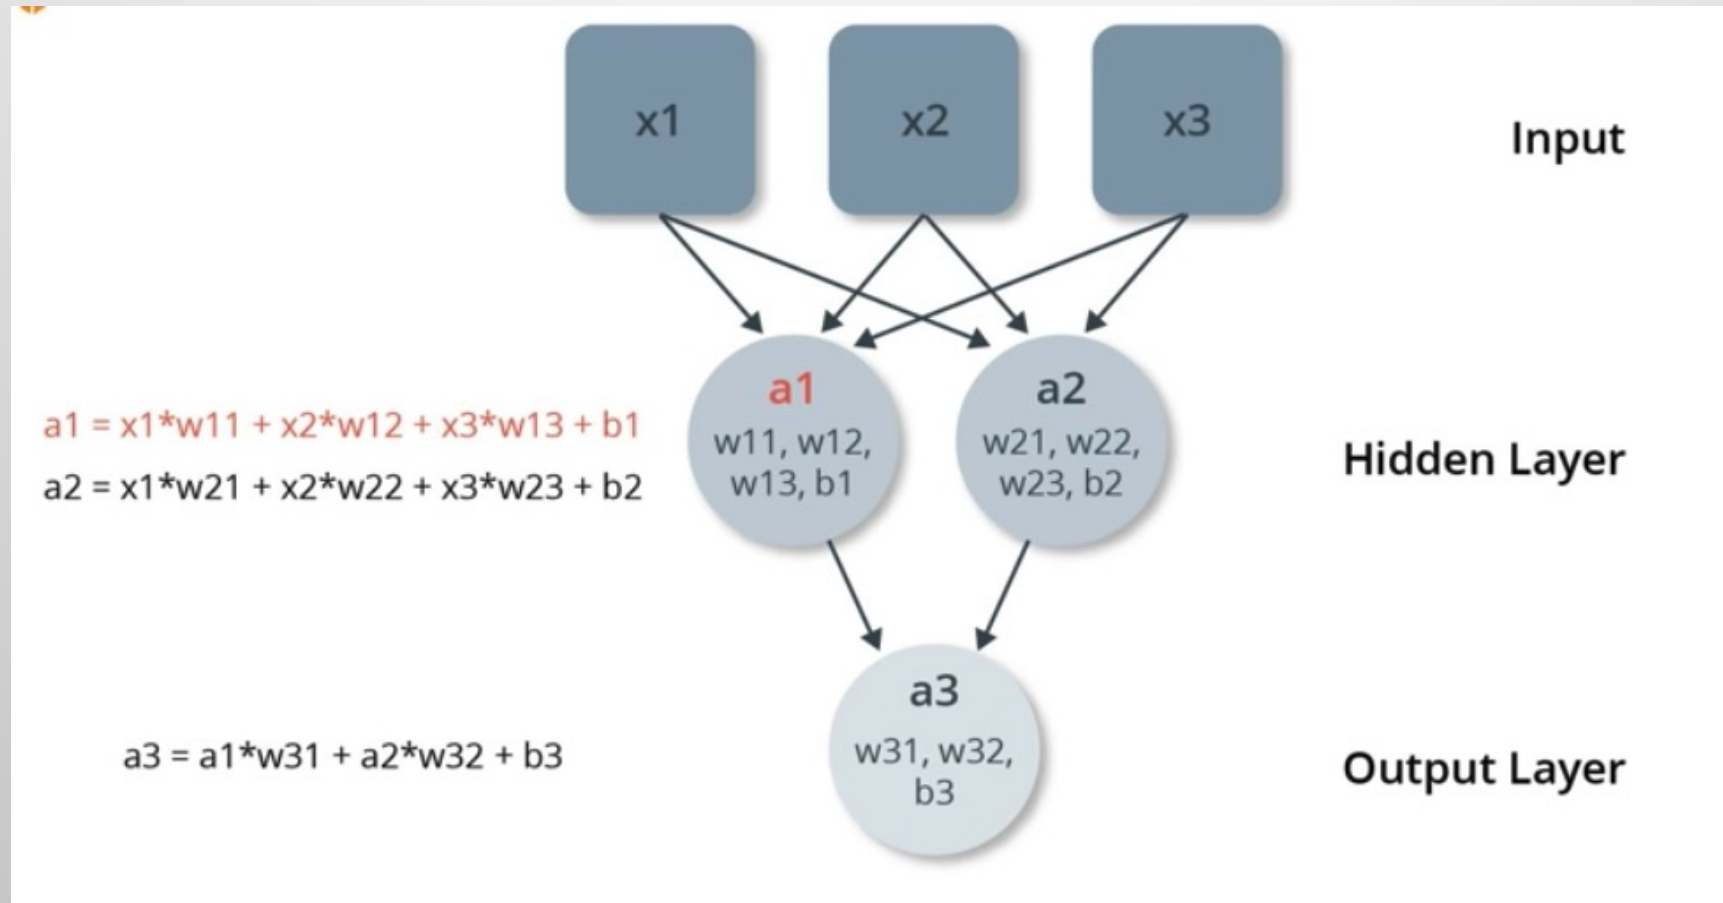 x1
x2
x3
Input
a1
w11, w12,
w13, b1
a2
w21, w22,
w23, b2
Hidden Layer
a1 = x1*w11 + x2*w12 + x3*w13 + b1
a2 = x1*w21 + x2*w22 + x3*w23 + b2
a3
w31, w32,
b3
a3 = a1*w31 + a2*w32 + b3
Output Layer